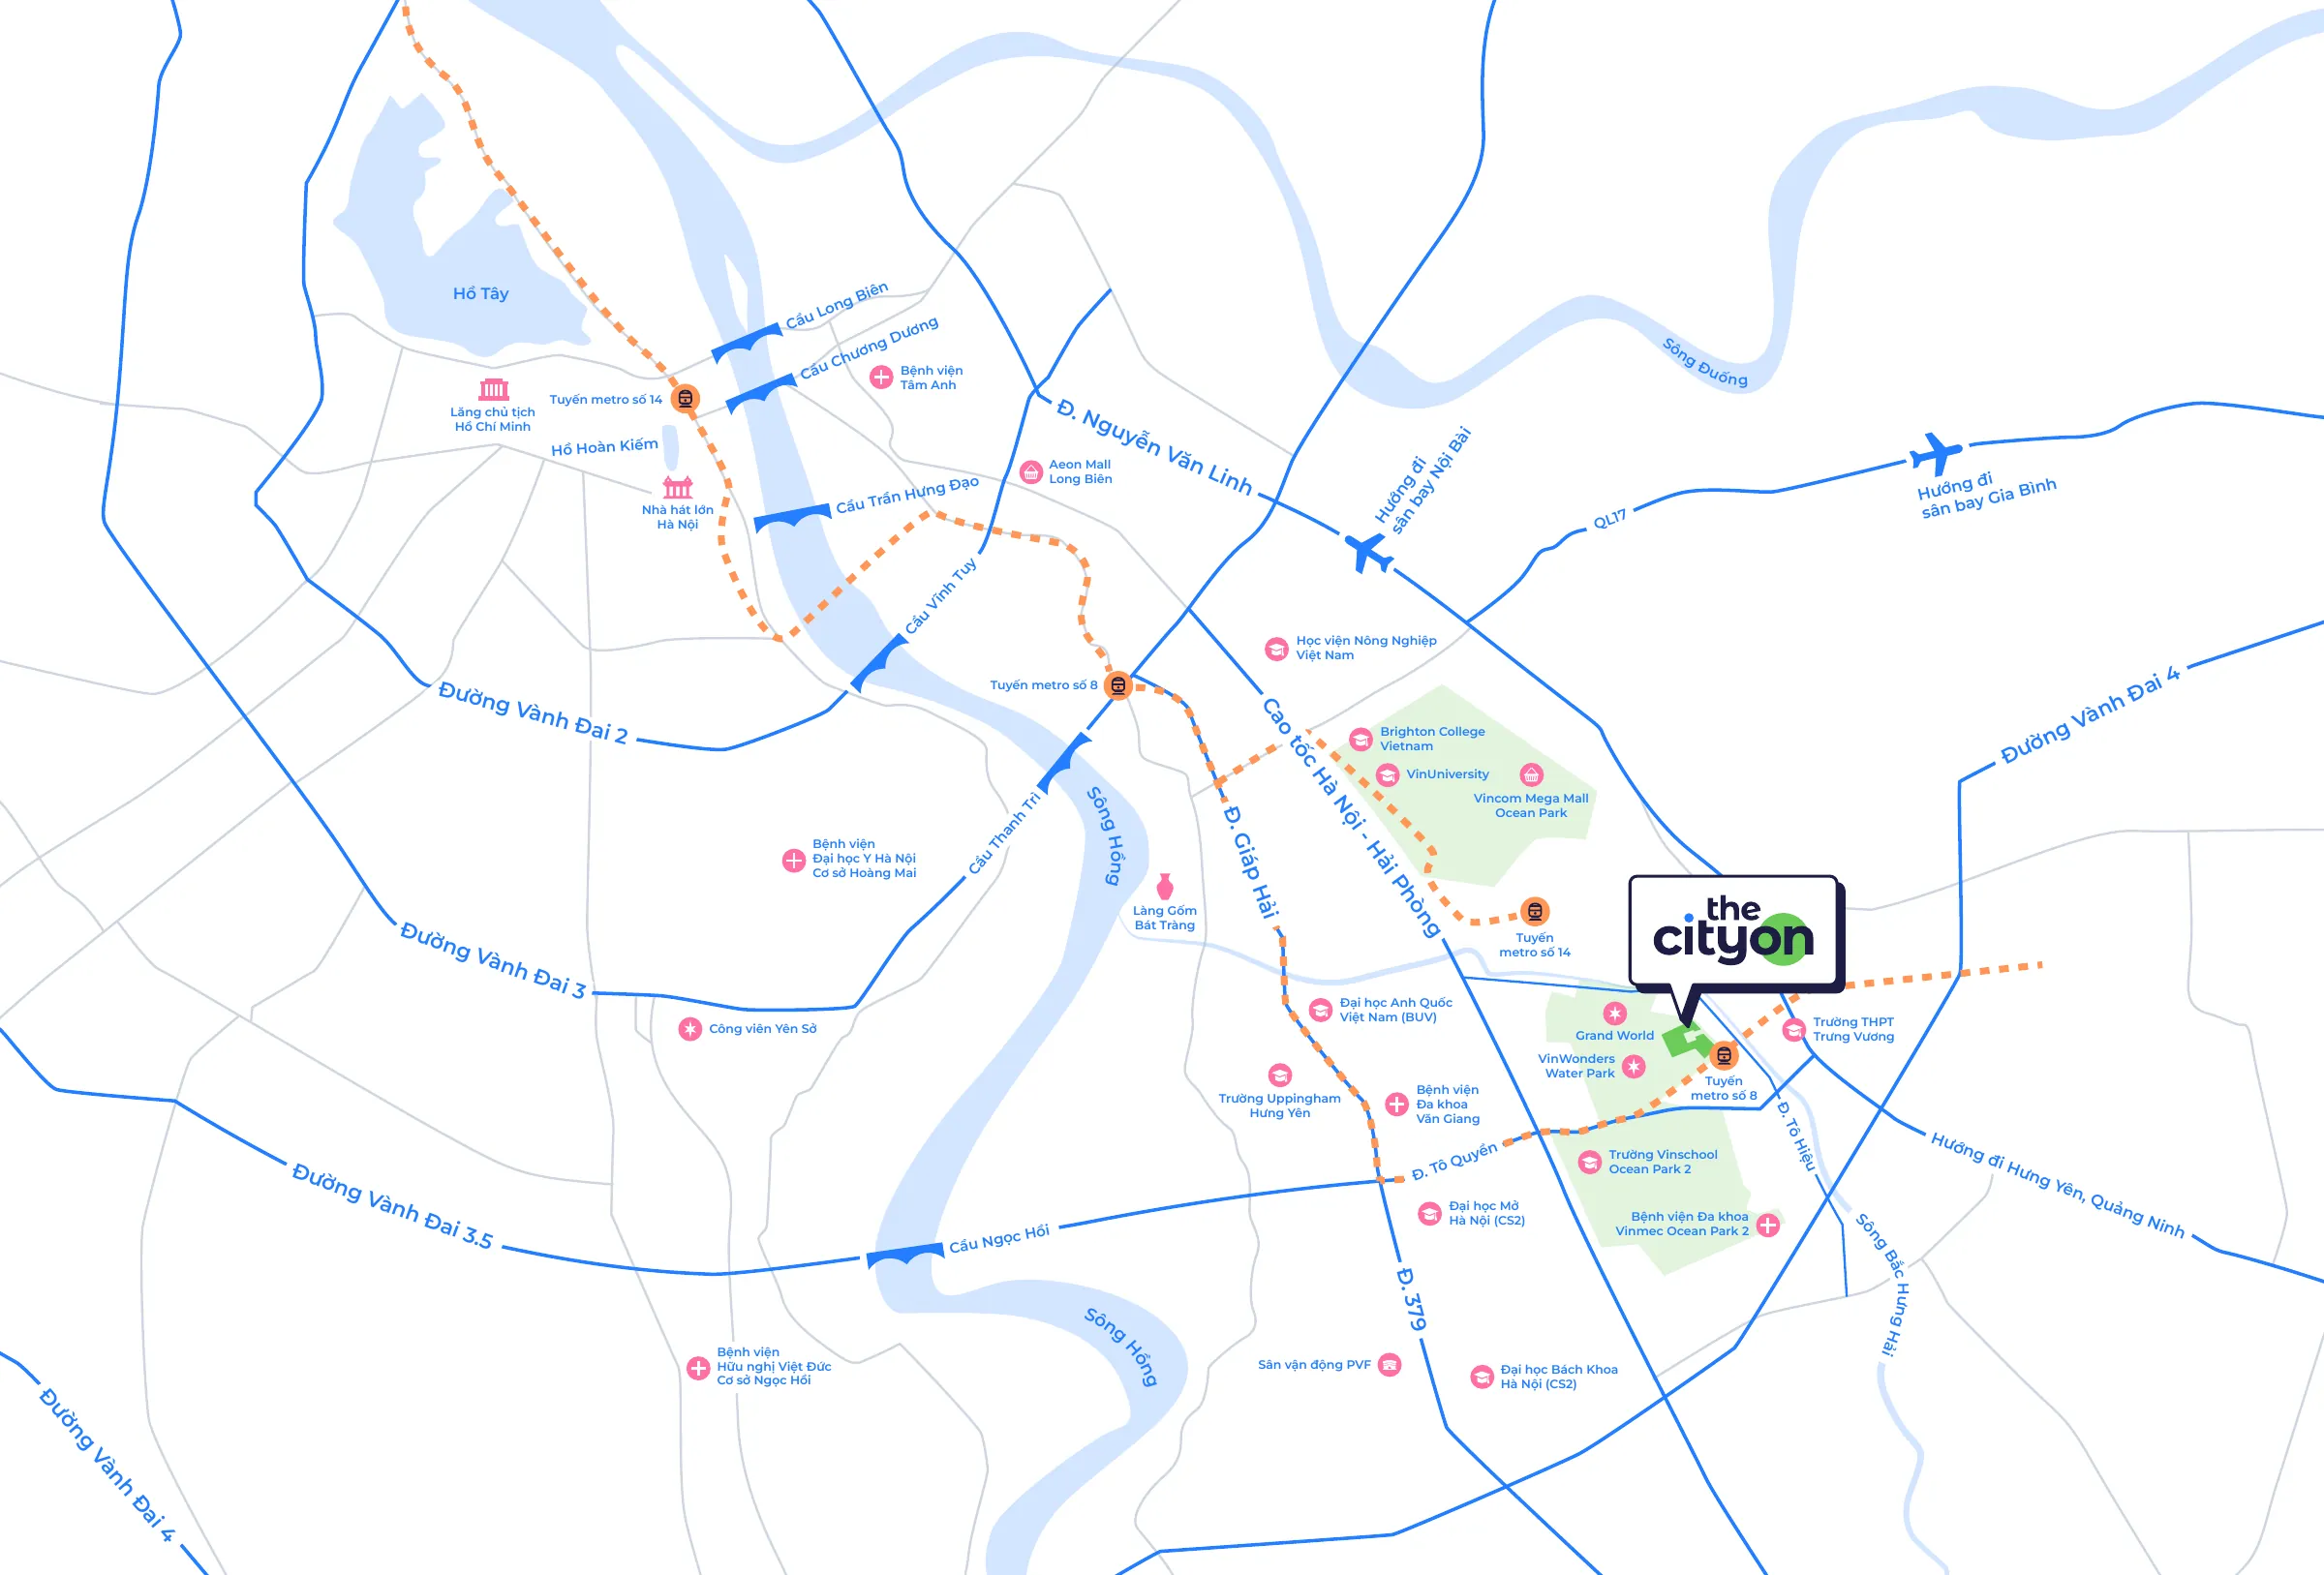 Hồ Tây
Cầu Long Biên
Cầu Chương Dương
Bệnh viện
Tâm Anh
Tuyến metro số 14
Lăng chủ tịch
Hồ Chí Minh
Hồ Hoàn Kiếm
Nhà hát lớn
Hà Nội
Cầu Trần Hưng Đạo
Aeon Mall
Long Biên
Đ. Nguyễn Văn Linh
Hướng đi
sân bay Nội Bài
Sông Đuống
QL17
Hướng đi
sân bay Gia Bình
Cầu Vĩnh Tuy
Đường Vành Đai 2
Tuyến metro số 8
Học viện Nông Nghiệp
Việt Nam
Cao tốc Hà Nội - Hải Phòng
Brighton College
Vietnam
VinUniversity
Vincom Mega Mall
Ocean Park
Đường Vành Đai 4
Cầu Thanh Trì
Sông Hồng
Đ. Giáp Hải
Bệnh viện
Đại học Y Hà Nội
Cơ sở Hoàng Mai
Làng Gốm
Bát Tràng
Tuyến
metro số 14
the
cityon
Đường Vành Đai 3
Công viên Yên Sở
Đại học Anh Quốc
Việt Nam (BUV)
Grand World
VinWonders
Water Park
Trường THPT
Trưng Vương
Tuyến
metro số 8
Trường Uppingham
Hưng Yên
Bệnh viện
Đa khoa
Văn Giang
Đ. Tô Quyền
Đ. Tô Hiệu
Trường Vinschool
Ocean Park 2
Hướng đi Hưng Yên, Quảng Ninh
Đường Vành Đai 3.5
Cầu Ngọc Hồi
Đại học Mở
Hà Nội (CS2)
Bệnh viện Đa khoa
Vinmec Ocean Park 2
Sông Bắc Hưng Hải
Đ. 379
Sông Hồng
Bệnh viện
Hữu nghị Việt Đức
Cơ sở Ngọc Hồi
Sân vận động PVF
Đại học Bách Khoa
Hà Nội (CS2)
Đường Vành Đai 4